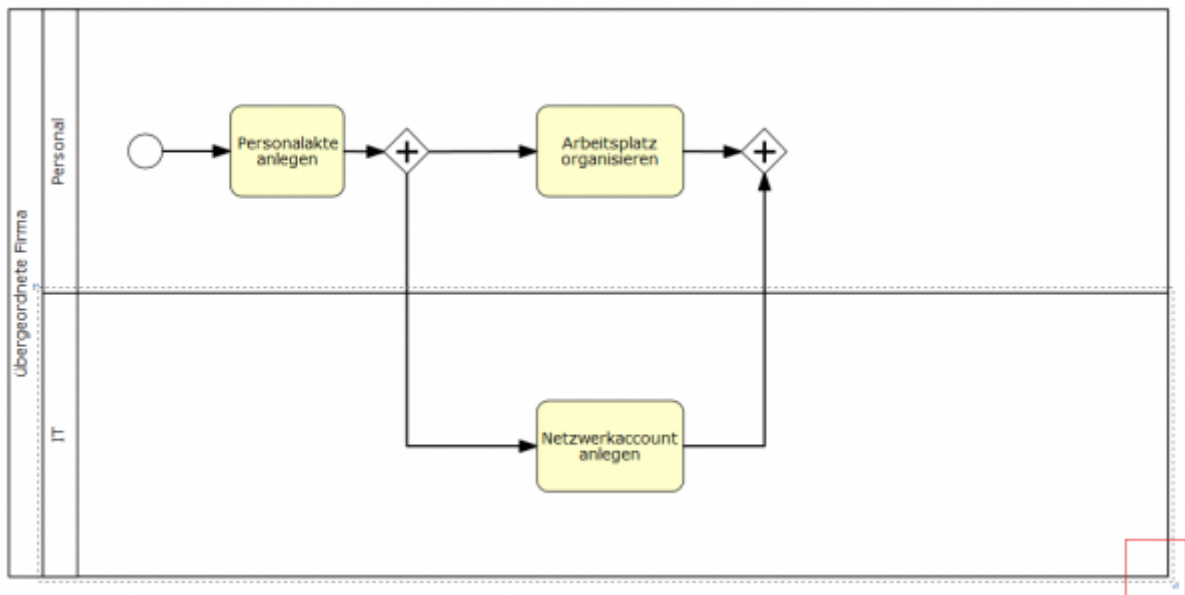 übergeordnete Firma
Personal
Personalakte
anlegen
Arbeitsplatz
organisieren
IT
Netzwerkaccount
anlegen